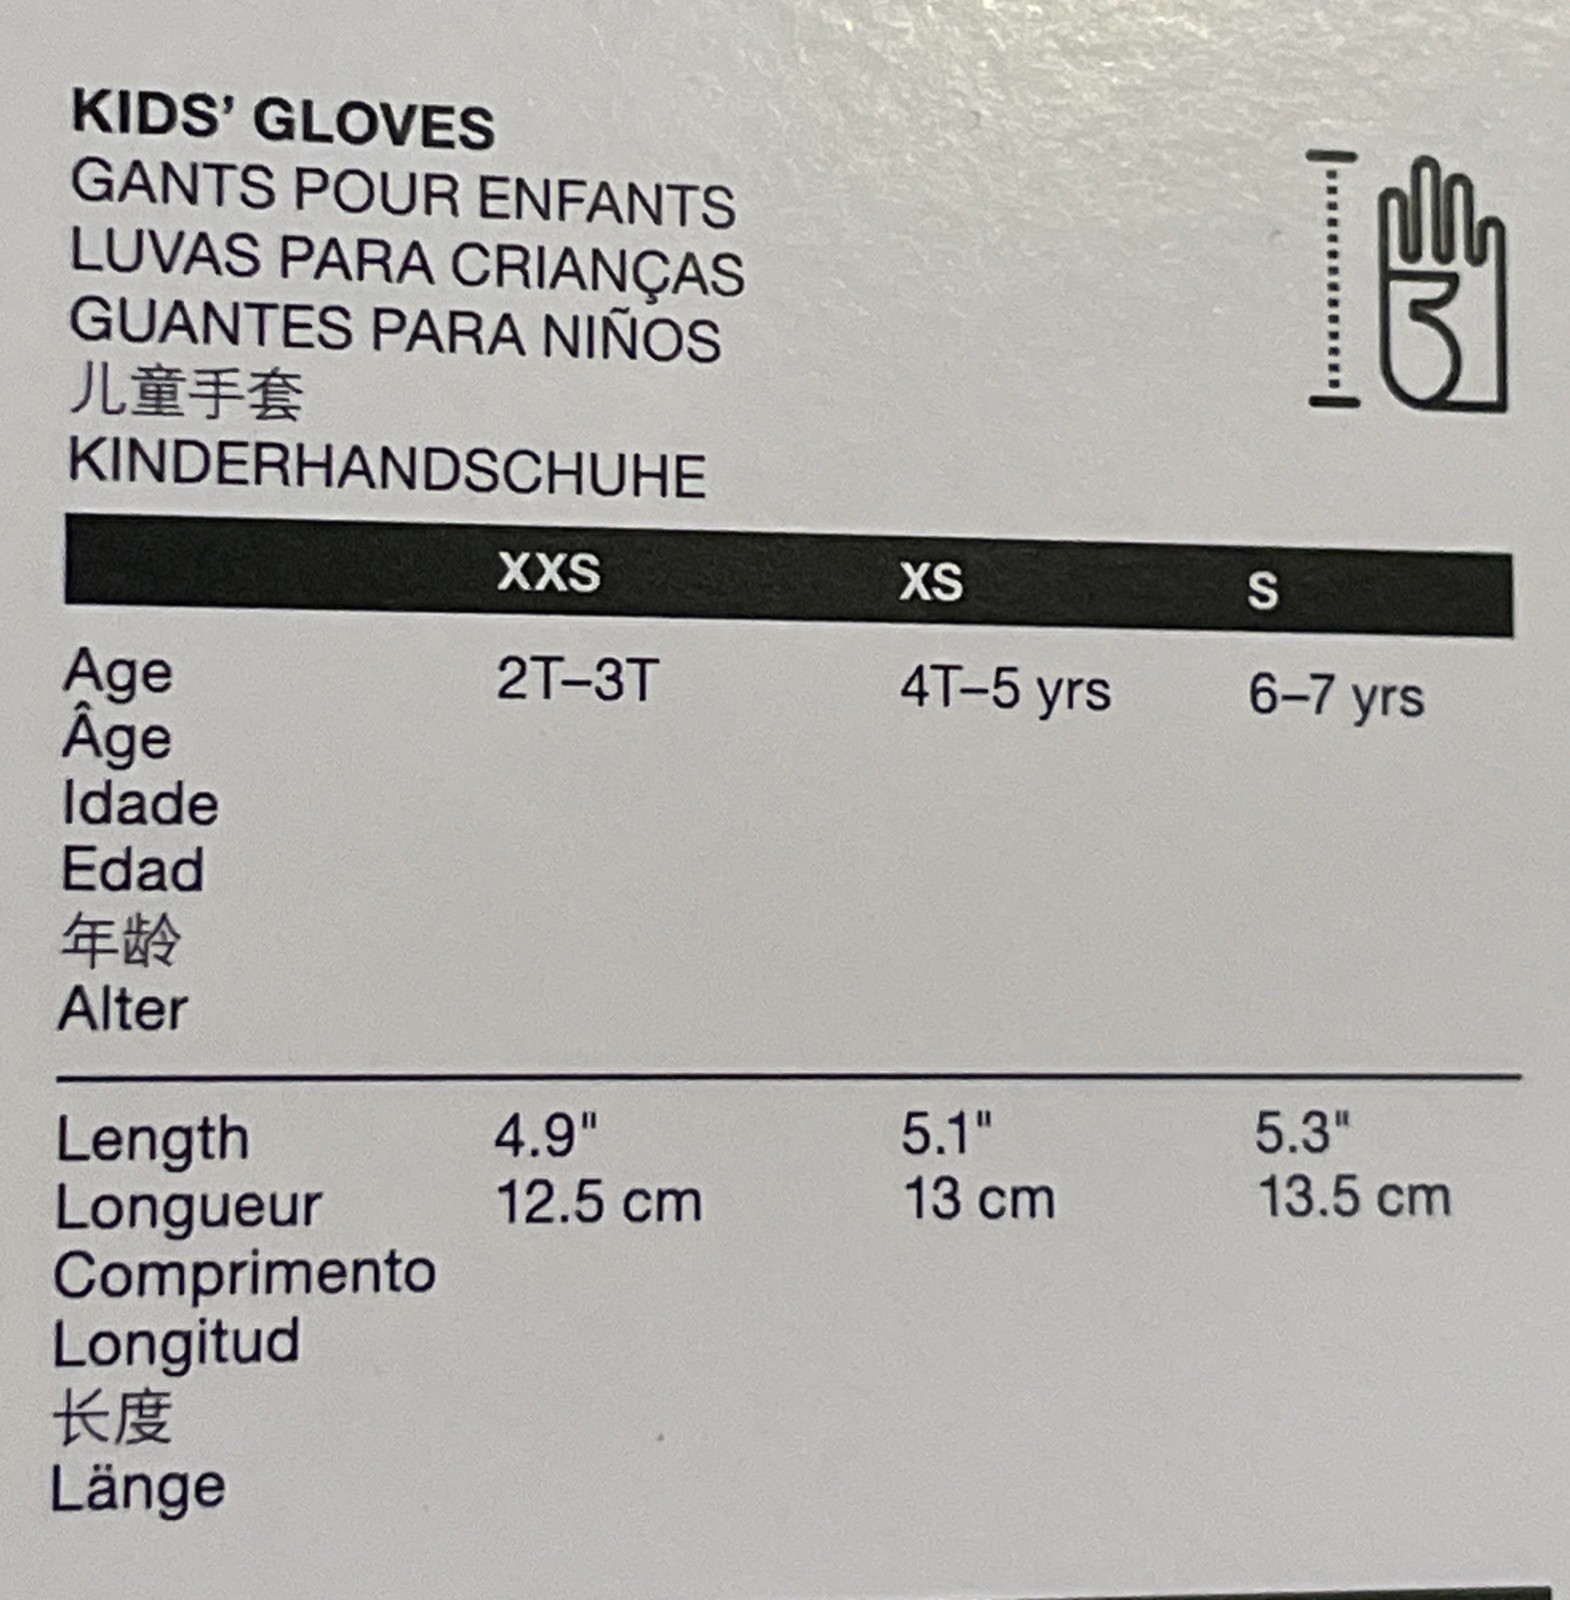 KIDS' GLOVES
GANTS POUR ENFANTS
LUVAS PARA CRIANÇAS
GUANTES PARA NIÑOS
儿童手套
KINDERHANDSCHUHE
XXS XS S
Age 2T–3T 4T–5 yrs 6–7 yrs
Âge
Idade
Edad
年龄
Alter
Length 4.9" 5.1" 5.3"
Longueur 12.5 cm 13 cm 13.5 cm
Comprimento
Longitud
长度
Länge